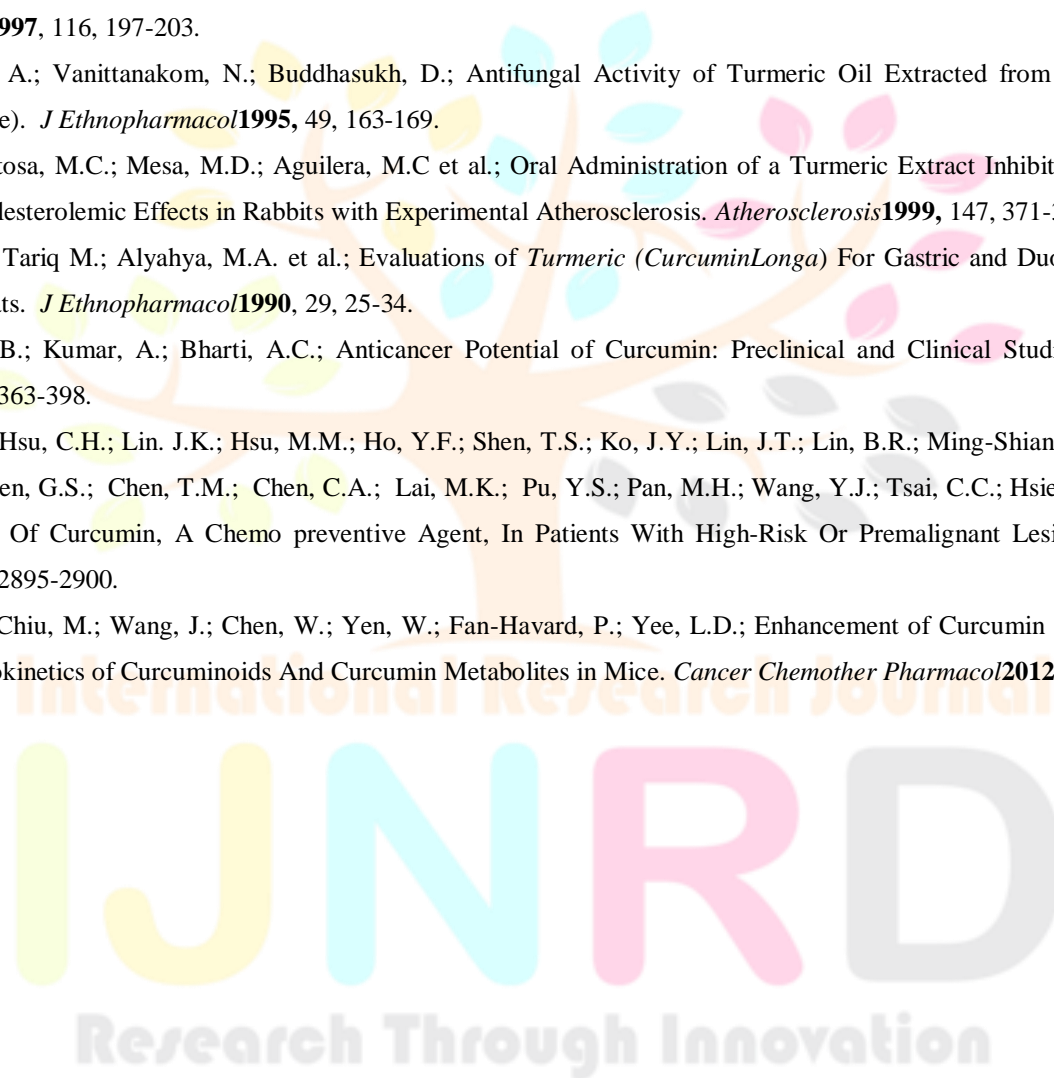 1997, 116, 197-203.
A.; Vanittanakom, N.; Buddhasukh, D.; Antifungal Activity of Turmeric Oil Extracted from
e). J Ethnopharmacol1995, 49, 163-169.
tosa, M.C.; Mesa, M.D.; Aguilera, M.C et al.; Oral Administration of a Turmeric Extract Inhibit
lesterolemic Effects in Rabbits with Experimental Atherosclerosis. Atherosclerosis1999, 147, 371-
Tariq M.; Alyahya, M.A. et al.; Evaluations of Turmeric (CurcuminLonga) For Gastric and Duo
ats. J Ethnopharmacol1990, 29, 25-34.
B.; Kumar, A.; Bharti, A.C.; Anticancer Potential of Curcumin: Preclinical and Clinical Studi
363-398.
Hsu, C.H.; Lin. J.K.; Hsu, M.M.; Ho, Y.F.; Shen, T.S.; Ko, J.Y.; Lin, J.T.; Lin, B.R.; Ming-Shian
en, G.S.; Chen, T.M.; Chen, C.A.; Lai, M.K.; Pu, Y.S.; Pan, M.H.; Wang, Y.J.; Tsai, C.C.; Hsie
Of Curcumin, A Chemo preventive Agent, In Patients With High-Risk Or Premalignant Lesi
2895-2900.
Chiu, M.; Wang, J.; Chen, W.; Yen, W.; Fan-Havard, P.; Yee, L.D.; Enhancement of Curcumin
okinetics of Curcuminoids And Curcumin Metabolites in Mice. Cancer Chemother Pharmacol2012
International Research Journal
IJNRD
Research Through Innovation